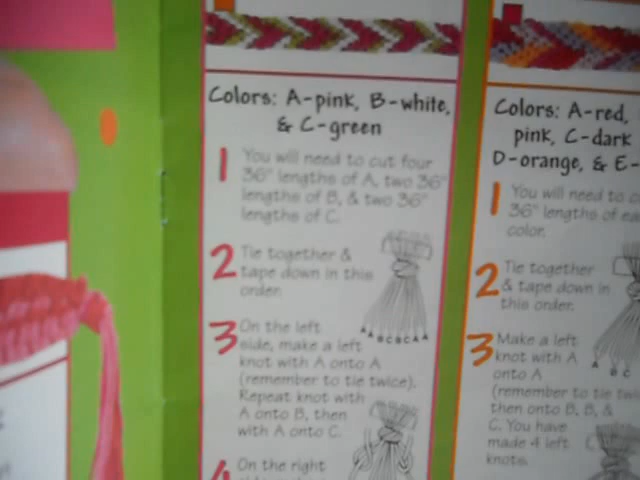 Colors: A-pink, B-white,
& C-green
1 You will need to cut four
36" lengths of A, two 36"
lengths of B, & two 36"
lengths of C.
2 Tie together &
tape down in this
order.
A A B C B C A A
3 On the left
side, make a left
knot with A onto A
(remember to tie twice).
Repeat knot with
A onto B, then
with A onto C.
4 On the right
Colors: A-red,
pink, C-dark
D-orange, & E-
1 You will need to
36" lengths of
color.
2 Tie together
& tape down in
this order.
A B C
3 Make a left
knot with A
onto A
(remember to tie
then onto B, B, &
C. You have
made 4 left
knots.